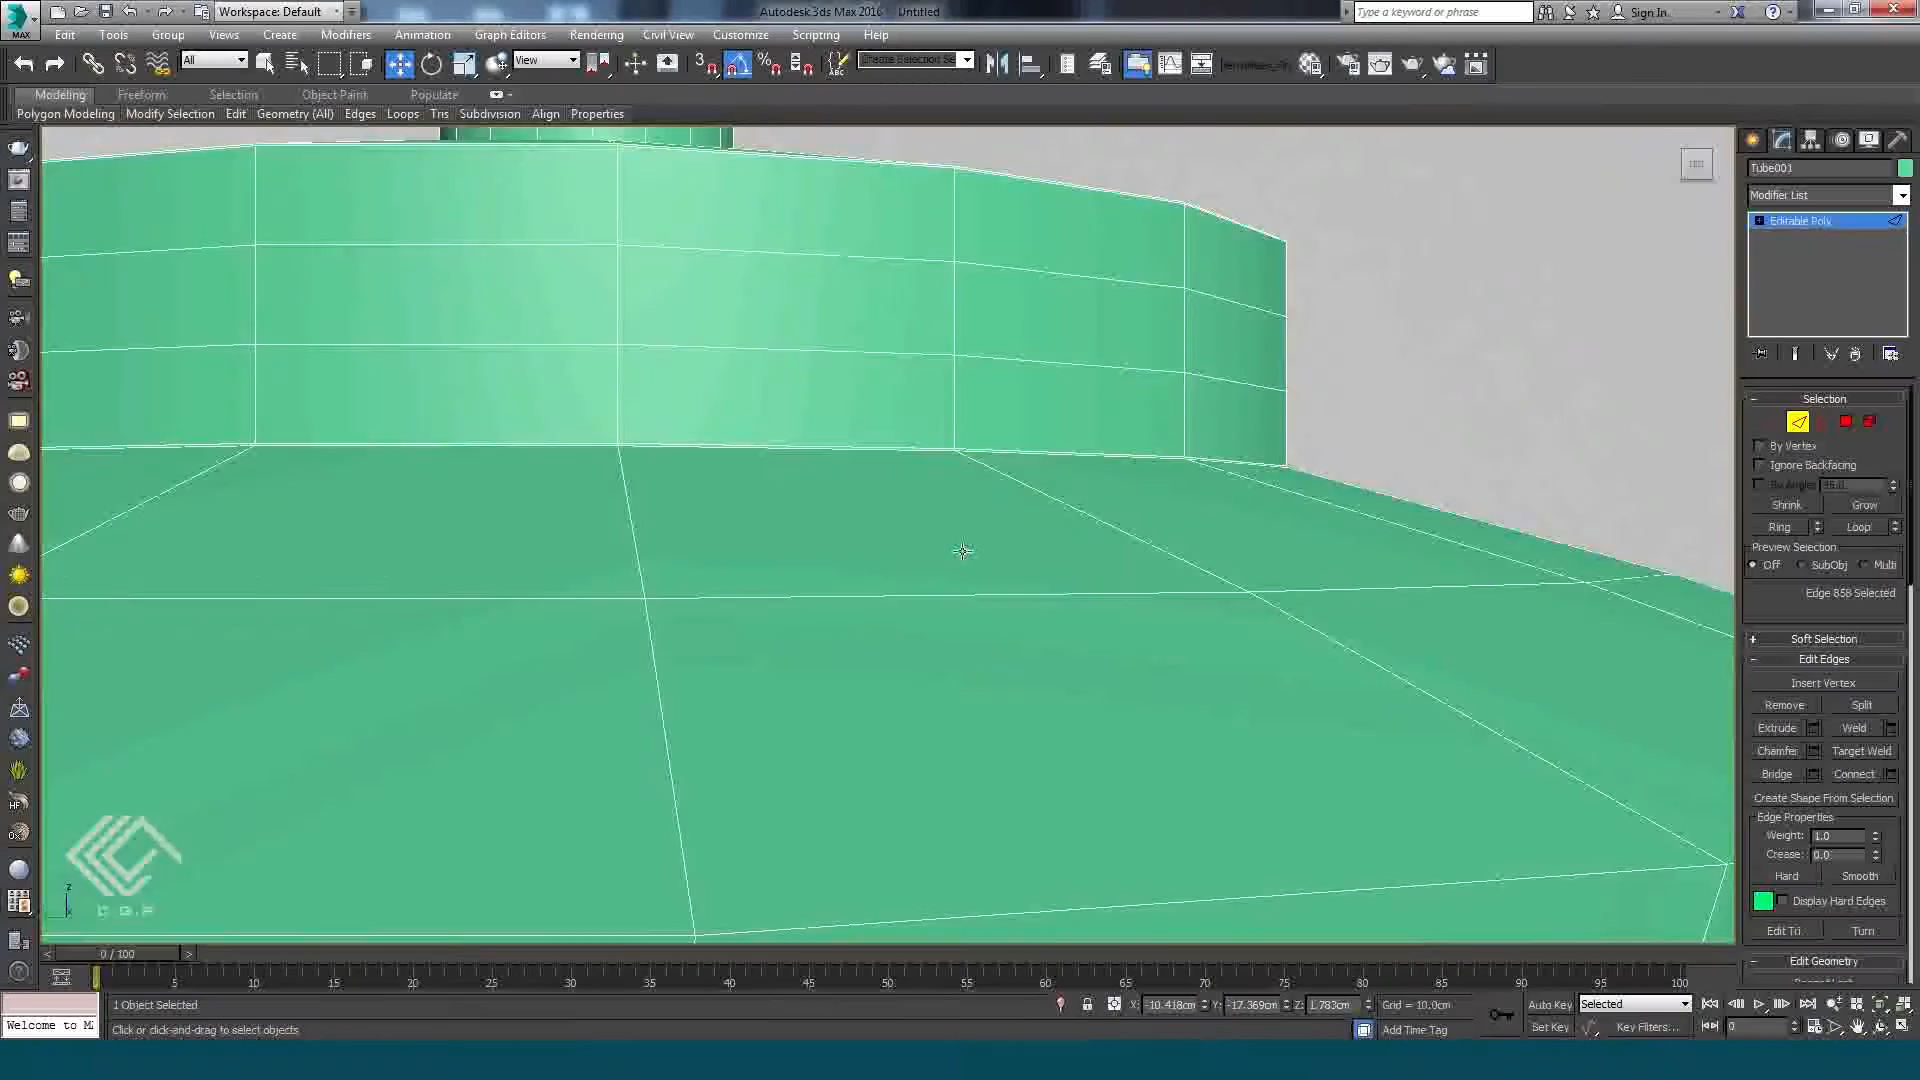 Workspace: Default
Autodesk 3ds Max 2016 Untitled
Type a keyword or phrase
Sign In
MAX
Edit Tools Group Views Create Modifiers Animation Graph Editors Rendering Civil View Customize Scripting Help
All
View
Create Selection Se
Modeling Freeform Selection Object Paint Populate
Polygon Modeling Modify Selection Edit Geometry (All) Edges Loops Tris Subdivision Align Properties
Tube001
Modifier List
Editable Poly
Selection
By Vertex
Ignore Backfacing
By Angle:
Shrink Grow
Ring Loop
Preview Selection
Off SubObj Multi
Edge 858 Selected
Soft Selection
Edit Edges
Insert Vertex
Remove Split
Extrude Weld
Chamfer Target Weld
Bridge Connect
Create Shape From Selection
Edge Properties
Weight: 1.0
Crease: 0.0
Hard Smooth
Display Hard Edges
Edit Tri. Turn
Edit Geometry
0 / 100
5 10 15 20 25 30 35 40 45 50 55 60 65 70 75 80 85 90 95 100
Welcome to M
1 Object Selected
Click or click-and-drag to select objects
X: -10.418cm Y: -17.369cm Z: 1.783cm Grid = 10.0cm
Add Time Tag
Auto Key Selected
Set Key Key Filters...
0